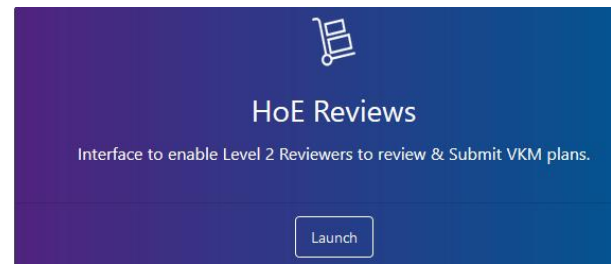 HoE Reviews
Interface to enable Level 2 Reviewers to review & Submit VKM plans.
Launch